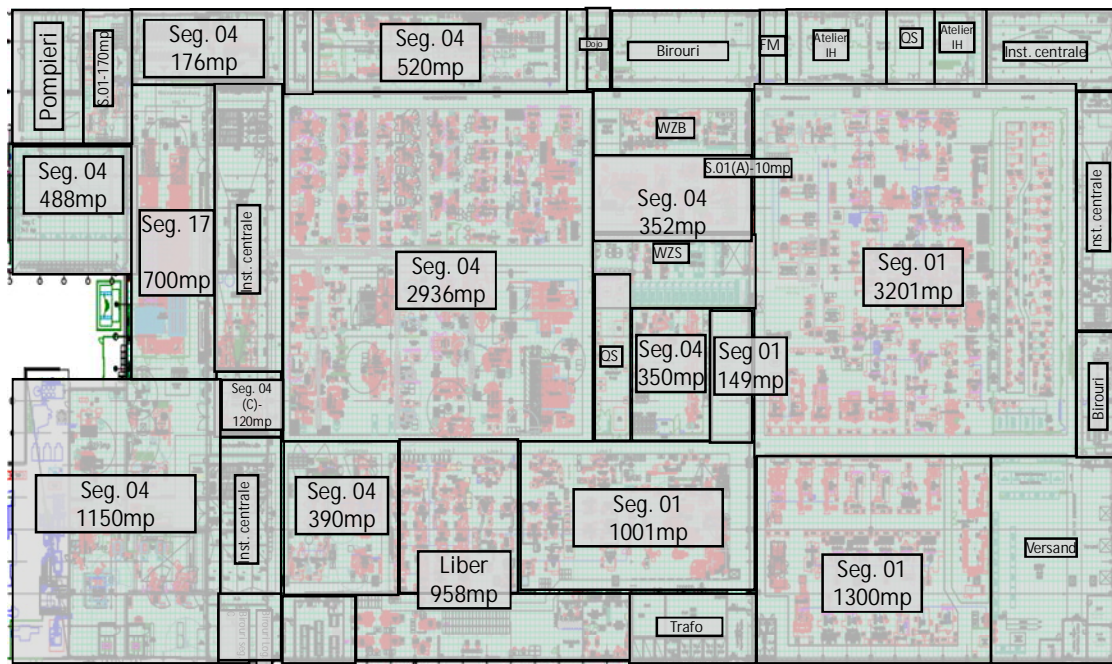 Pompieri
S.01-170mp
Seg. 04
176mp
Seg. 04
520mp
Dojo
Birouri
FM
Atelier
IH
QS
Atelier
IH
Inst. centrale
Seg. 04
488mp
Seg. 17
700mp
Inst. centrale
Seg. 04
2936mp
WZB
S.01(A)-10mp
Seg. 04
352mp
WZS
Seg. 01
3201mp
Inst. centrale
QS
Seg.04
350mp
Seg 01
149mp
Birouri
Seg. 04
(C)-
120mp
Seg. 04
1150mp
Inst. centrale
Seg. 04
390mp
Liber
958mp
Seg. 01
1001mp
Seg. 01
1300mp
Versand
Trafo